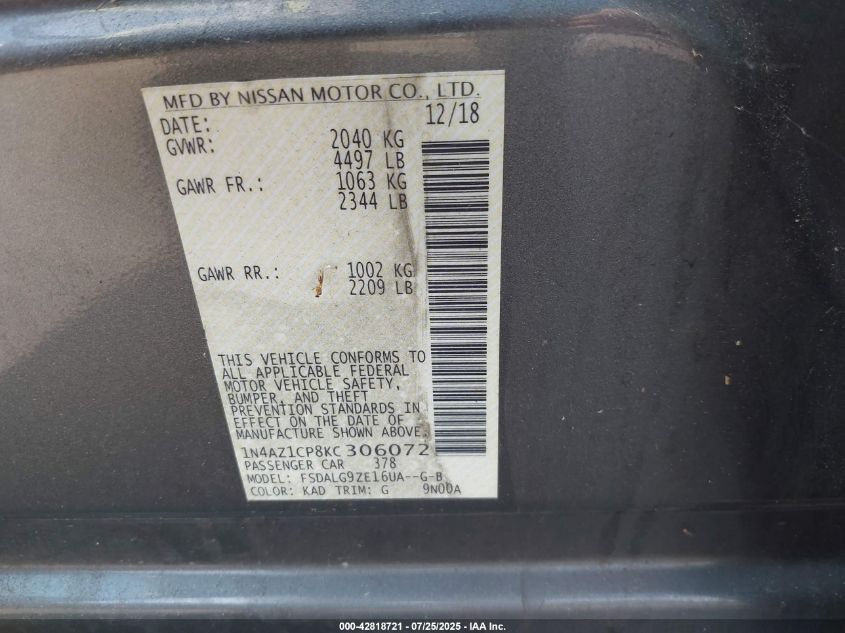 MFD BY NISSAN MOTOR CO., LTD.
DATE: 12/18
GVWR: 2040 KG
4497 LB
GAWR FR.: 1063 KG
2344 LB
GAWR RR.: 1002 KG
2209 LB
THIS VEHICLE CONFORMS TO
ALL APPLICABLE FEDERAL
MOTOR VEHICLE SAFETY,
BUMPER, AND THEFT
PREVENTION STANDARDS IN
EFFECT ON THE DATE OF
MANUFACTURE SHOWN ABOVE.
1N4AZ1CP8KC306072
PASSENGER CAR 378
MODEL: FSDALG9ZE16UA--G-B
COLOR: KAD TRIM: G 9N00A
000-42818721 - 07/25/2025 - IAA Inc.